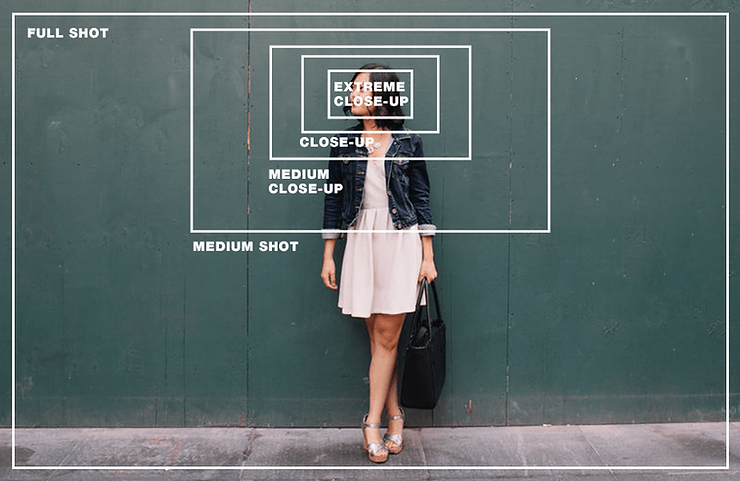 FULL SHOT
EXTREME
CLOSE-UP
CLOSE-UP
MEDIUM
CLOSE-UP
MEDIUM SHOT